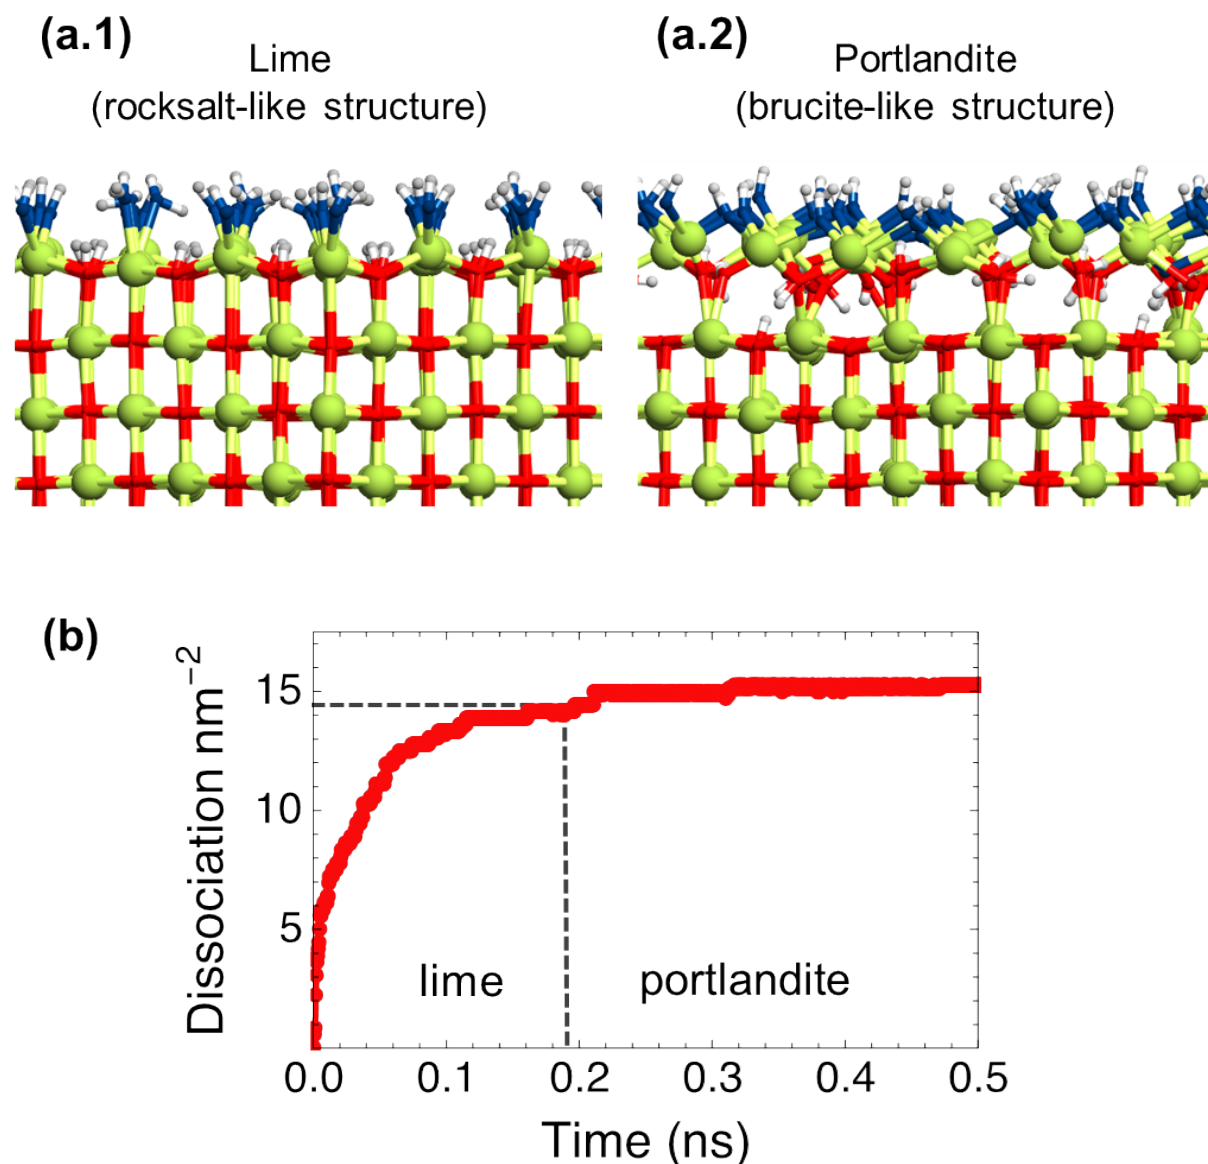 (a.1)
Lime
(rocksalt-like structure)
(a.2)
Portlandite
(brucite-like structure)
(b)
Dissociation nm⁻²
15
10
5
lime
portlandite
0.0 0.1 0.2 0.3 0.4 0.5
Time (ns)